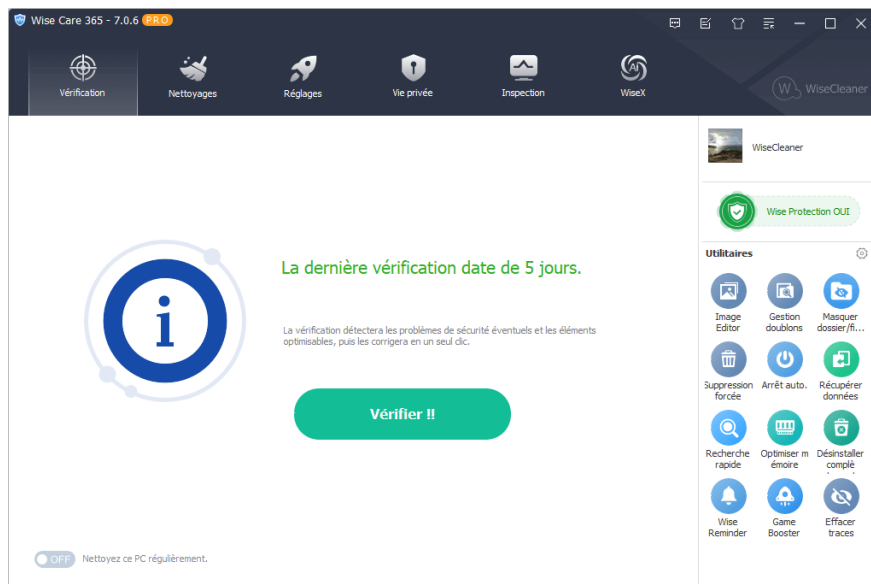 Wise Care 365 - 7.0.6 PRO
Vérification
Nettoyages
Réglages
Vie privée
Inspection
AI
WiseX
W WiseCleaner
WiseCleaner
Wise Protection OUI
Utilitaires
La dernière vérification date de 5 jours.
La vérification détectera les problèmes de sécurité éventuels et les éléments
optimisables, puis les corrigera en un seul clic.
Vérifier !!
Image
Editor
Gestion
doublons
Masquer
dossier/fi...
Suppression
forcée
Arrêt auto.
Récupérer
données
Recherche
rapide
Optimiser m
émoire
Désinstaller
complè
Wise
Reminder
Game
Booster
Effacer
traces
OFF Nettoyez ce PC régulièrement.